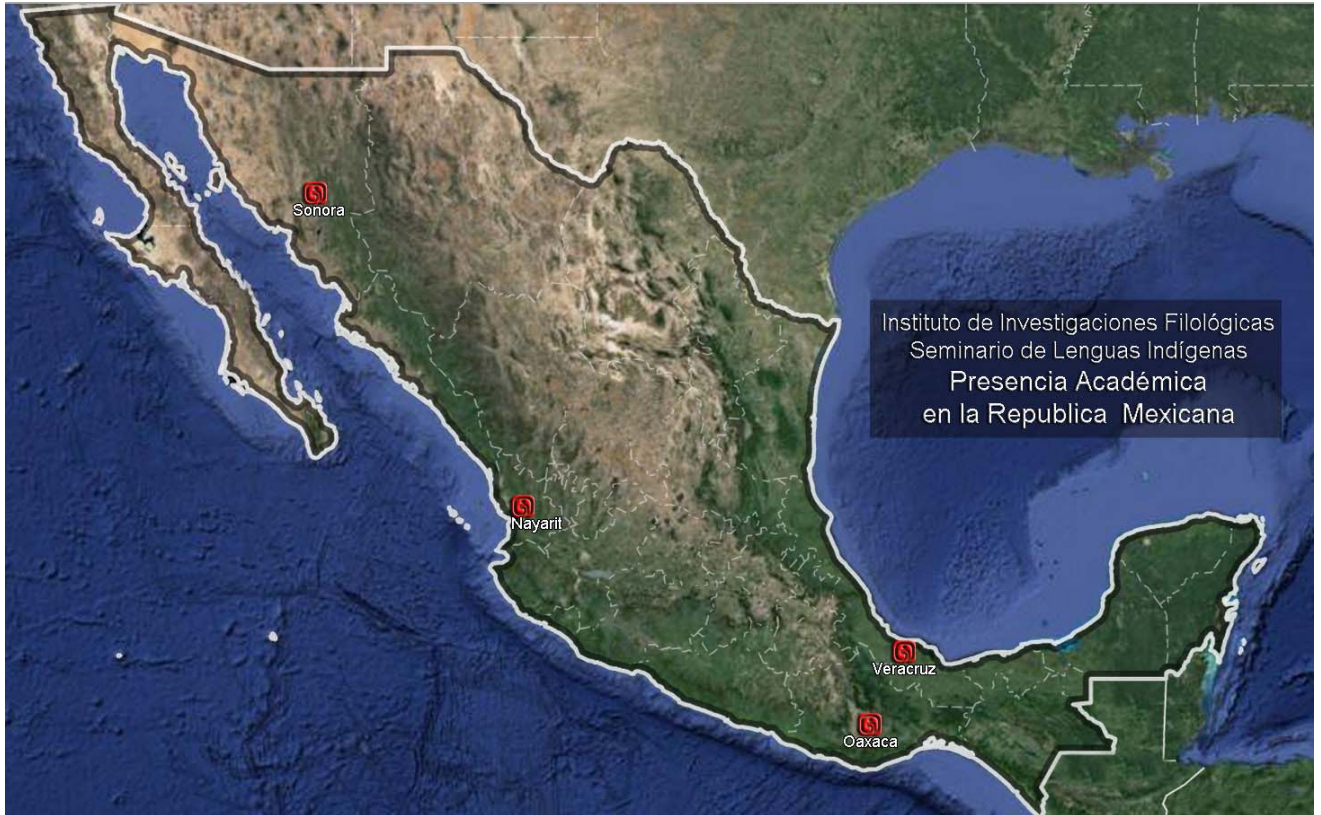 Sonora
Instituto de Investigaciones Filológicas
Seminario de Lenguas Indígenas
Presencia Académica
en la Republica Mexicana
Nayarit
Veracruz
Oaxaca